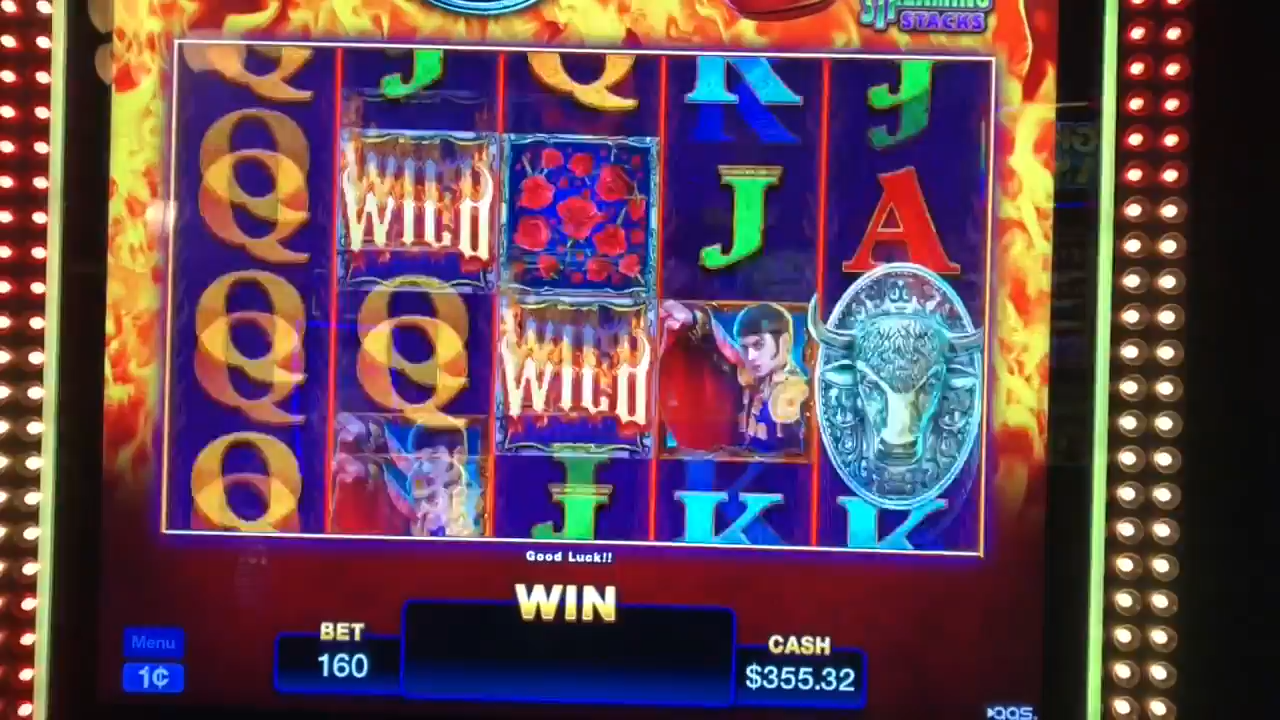 STACKS
Q J Q K J
Q WILD J A
Q Q WILD
Q J K K
Good Luck!!
WIN
BET
160
CASH
$355.32
Menu
1¢